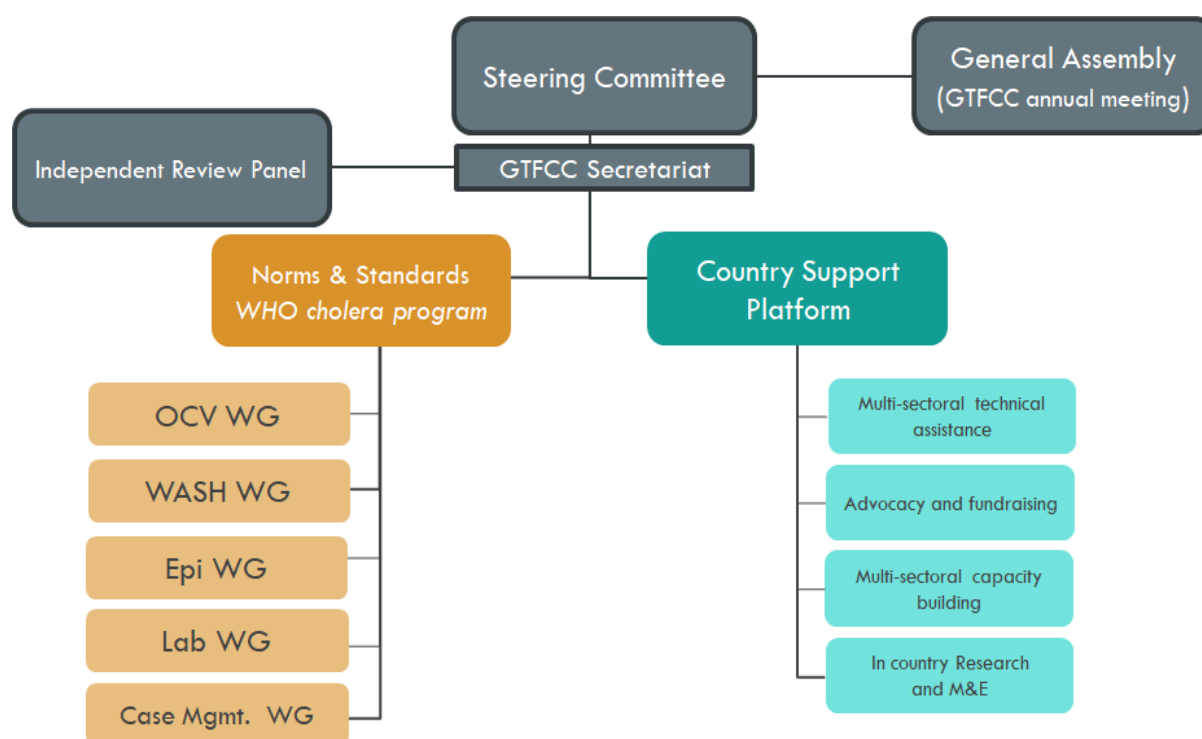 Steering Committee
General Assembly
(GTFCC annual meeting)
Independent Review Panel
GTFCC Secretariat
Norms & Standards
WHO cholera program
Country Support
Platform
OCV WG
WASH WG
Epi WG
Lab WG
Case Mgmt. WG
Multi-sectoral technical
assistance
Advocacy and fundraising
Multi-sectoral capacity
building
In country Research
and M&E